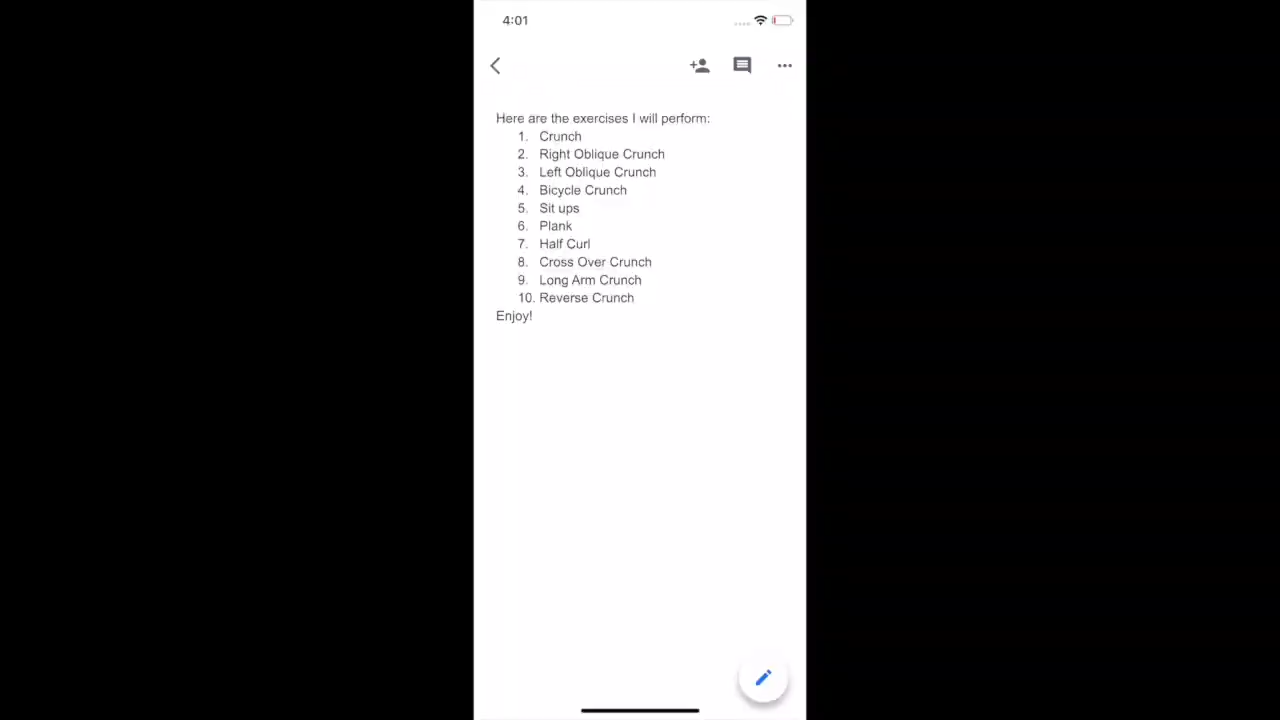 4:01
Here are the exercises I will perform:
1. Crunch
2. Right Oblique Crunch
3. Left Oblique Crunch
4. Bicycle Crunch
5. Sit ups
6. Plank
7. Half Curl
8. Cross Over Crunch
9. Long Arm Crunch
10. Reverse Crunch
Enjoy!